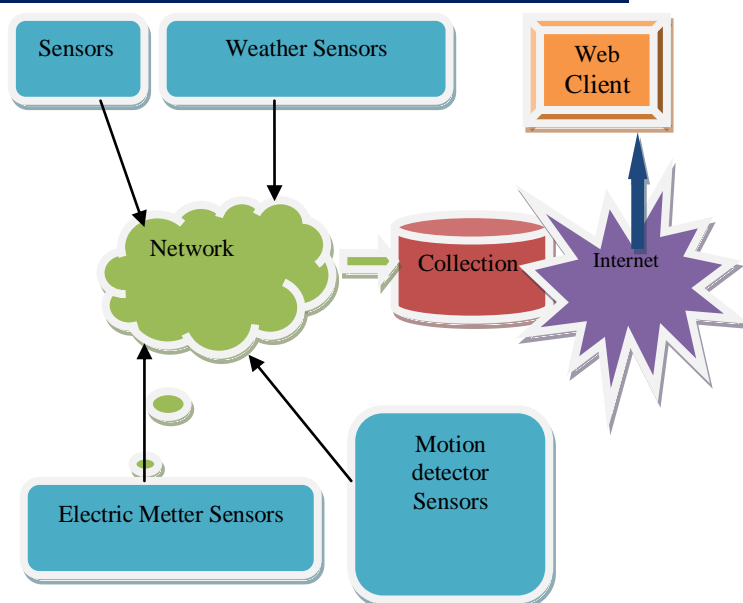 Sensors
Weather Sensors
Web
Client
Network
Collection
Internet
Motion
detector
Sensors
Electric Metter Sensors